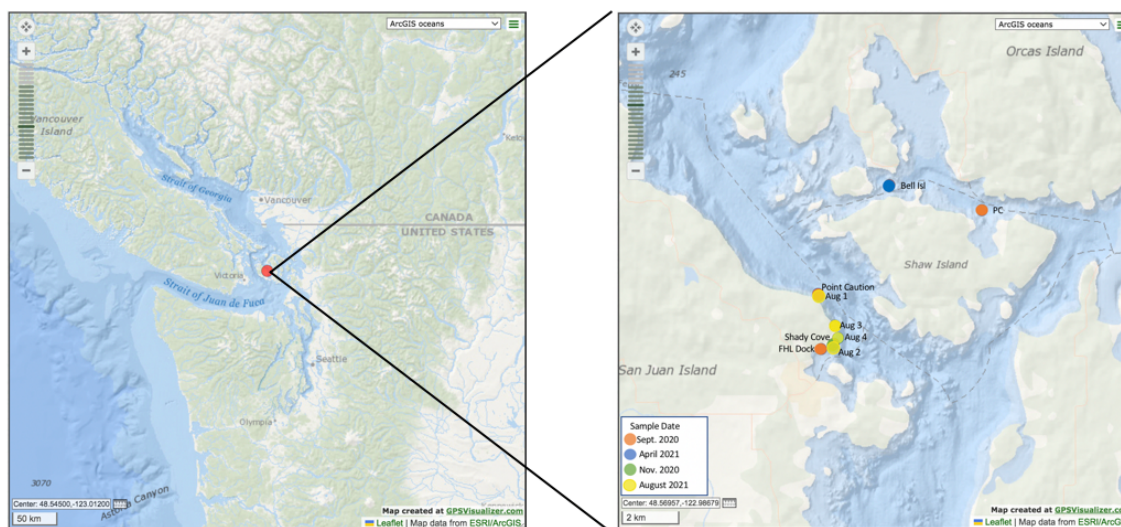 ArcGIS oceans
Vancouver
Island
Strait of Georgia
Vancouver
CANADA
UNITED STATES
Victoria
Strait of Juan de Fuca
Seattle
Olympia
3070
Astoria Canyon
Center: 48.54500,-123.01200
50 km
Map created at GPSVisualizer.com
Leaflet | Map data from ESRI/ArcGIS
ArcGIS oceans
245
Orcas Island
Bell Isl
PC
Shaw Island
Point Caution
Aug 1
Aug 3
Shady Cove
Aug 4
FHL Dock
Aug 2
San Juan Island
Sample Date
Sept. 2020
April 2021
Nov. 2020
August 2021
Center: 48.56957,-122.98679
2 km
Map created at GPSVisualizer.com
Leaflet | Map data from ESRI/ArcGIS